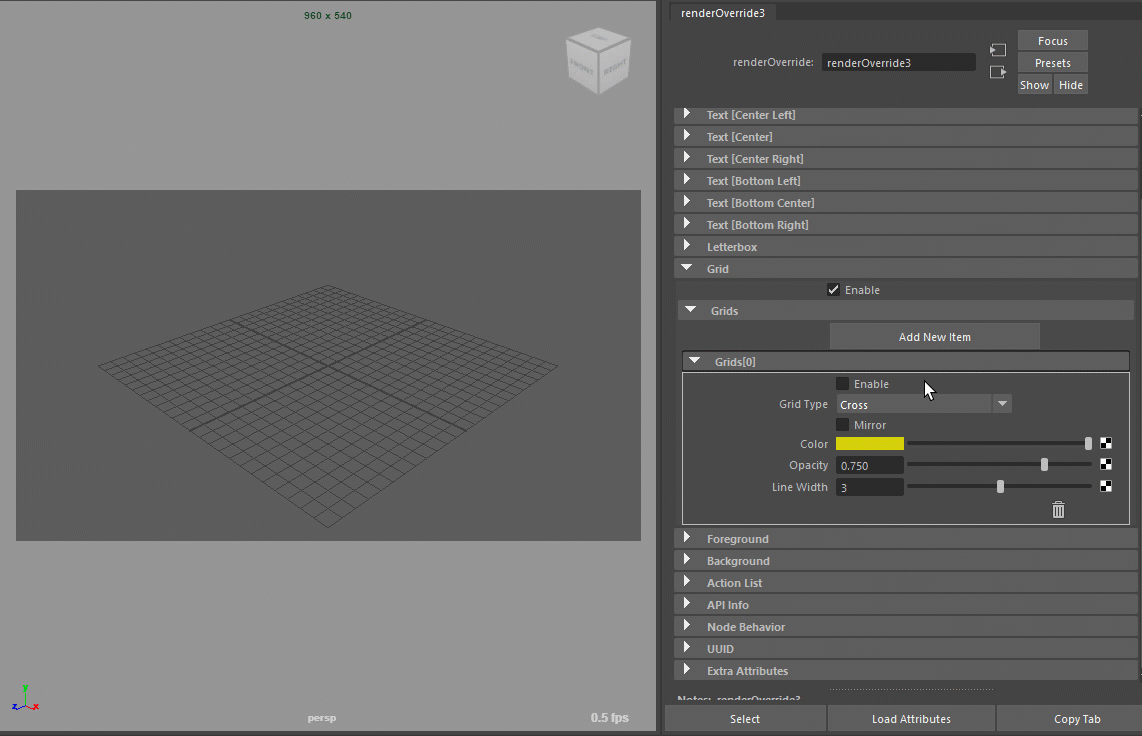 960 x 540
FRONT
RIGHT
y
z
x
persp
0.5 fps
renderOverride3
renderOverride: renderOverride3
Focus
Presets
Show Hide
Text [Center Left]
Text [Center]
Text [Center Right]
Text [Bottom Left]
Text [Bottom Center]
Text [Bottom Right]
Letterbox
Grid
Enable
Grids
Add New Item
Grids[0]
Enable
Grid Type Cross
Mirror
Color
Opacity 0.750
Line Width 3
Foreground
Background
Action List
API Info
Node Behavior
UUID
Extra Attributes
Notes: renderOverride3
Select Load Attributes Copy Tab